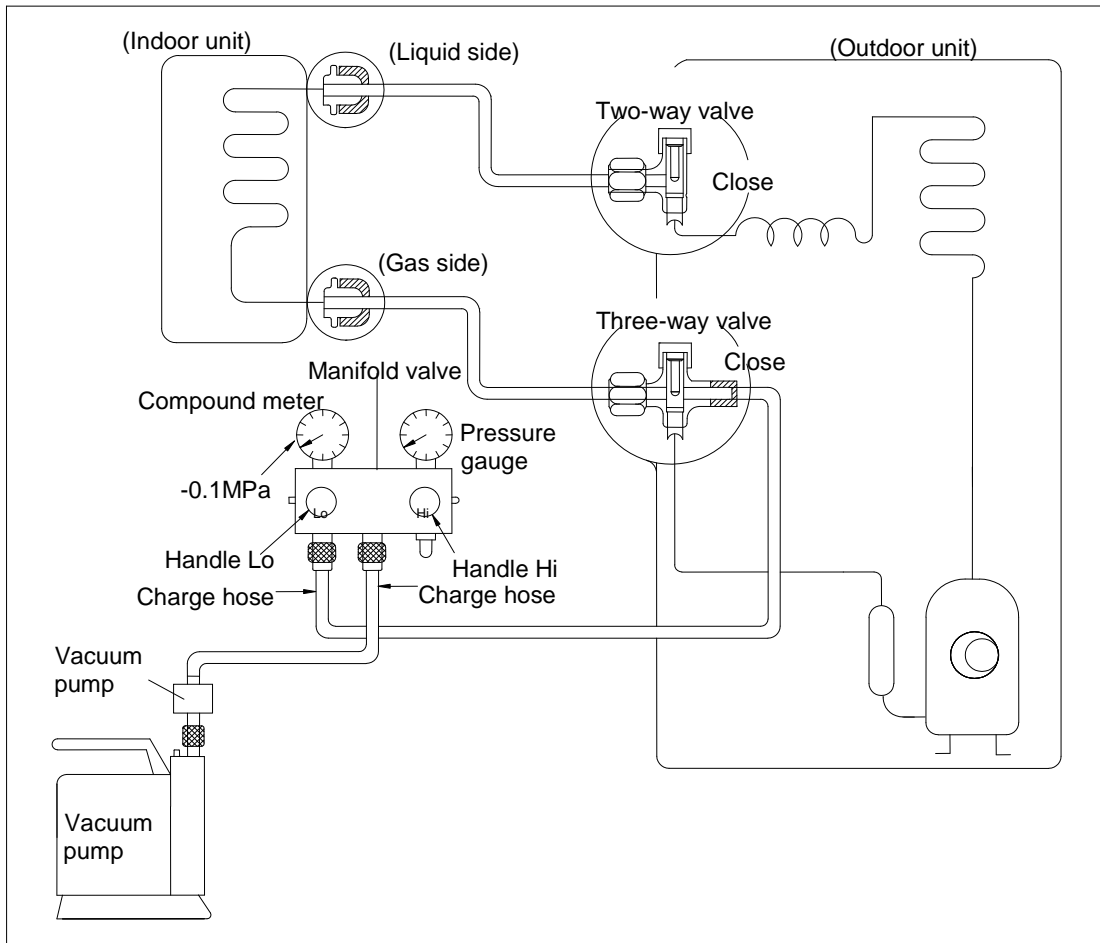 (Indoor unit)
(Liquid side)
(Outdoor unit)
Two-way valve
Close
(Gas side)
Three-way valve
Close
Manifold valve
Compound meter
Pressure
gauge
-0.1MPa
Lo
Hi
Handle Lo
Handle Hi
Charge hose
Charge hose
Vacuum
pump
Vacuum
pump